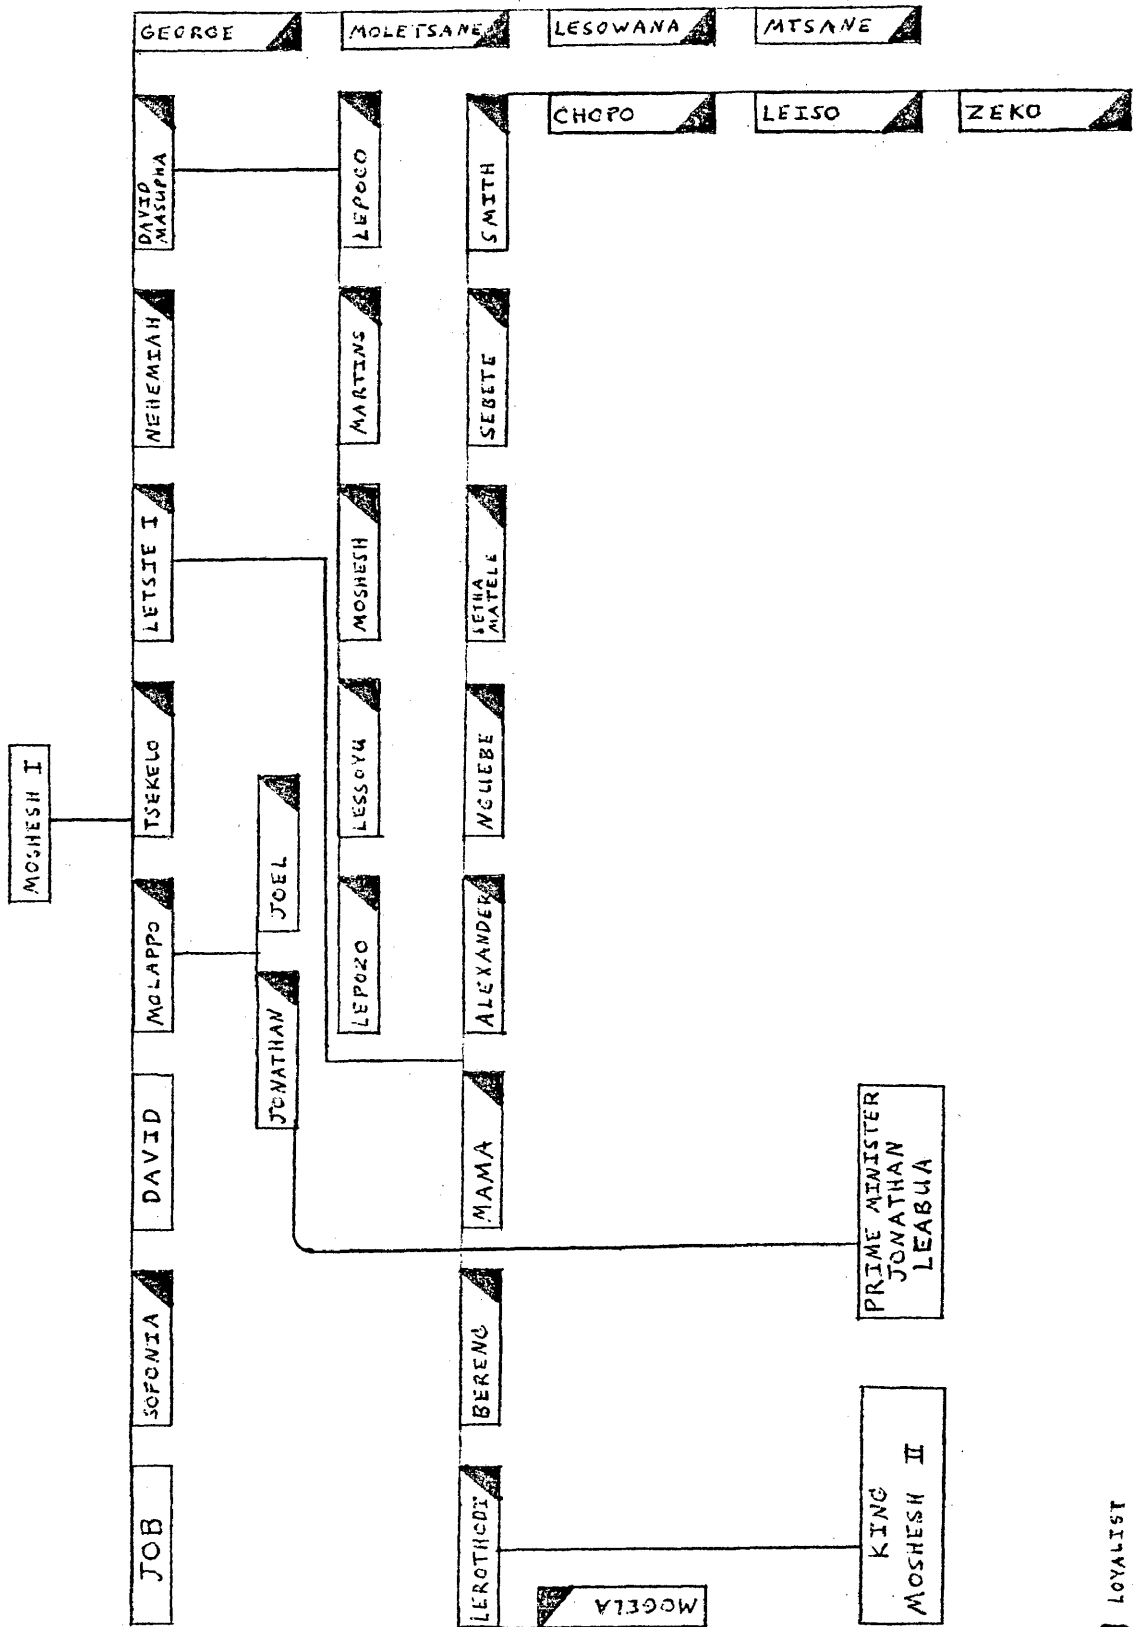 MOSHESH I
JOB
SOFONIA
DAVID
MOLAPPO
TSEKELO
LETSIE I
NEHEMIAH
DAVID
MASUPHA
GEORGE
MOLETSANE
LESOWANA
MTSANE
JONATHAN
JOEL
LEPOZO
LESSOYU
MOSHESH
MARTINS
LEPOGO
LEROTHODI
BERENG
MAMA
ALEXANDER
NGUEBE
SETHA
MATELE
SEBETE
SMITH
CHOPO
LEISO
ZEKO
MOGELA
KING
MOSHESH II
PRIME MINISTER
JONATHAN
LEABUA
LOYALIST